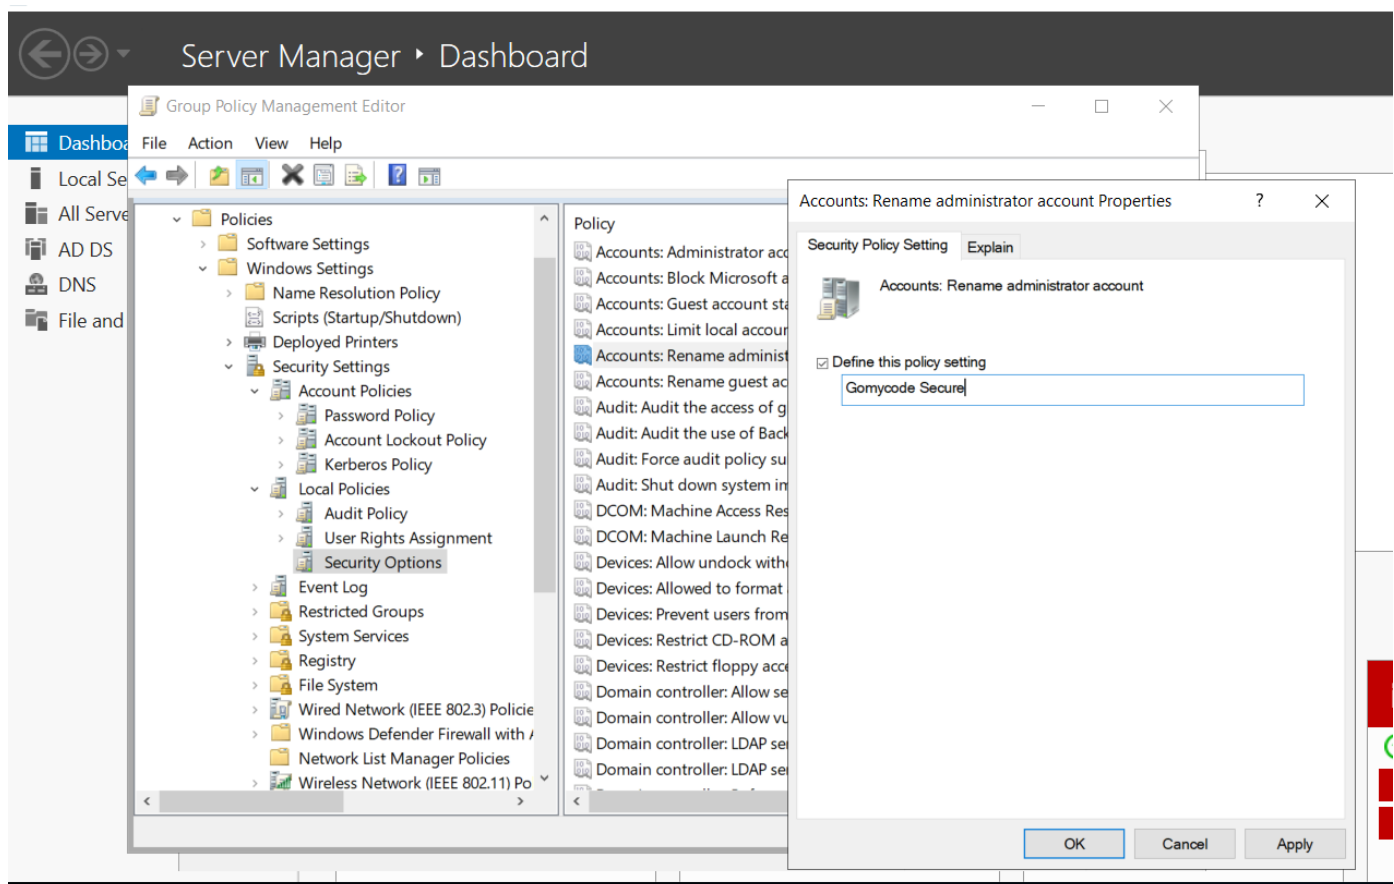 Server Manager ‣ Dashboard
Group Policy Management Editor
File Action View Help
Dashboa
Local Se
All Serve
AD DS
DNS
File and
Policies
Software Settings
Windows Settings
Name Resolution Policy
Scripts (Startup/Shutdown)
Deployed Printers
Security Settings
Account Policies
Password Policy
Account Lockout Policy
Kerberos Policy
Local Policies
Audit Policy
User Rights Assignment
Security Options
Event Log
Restricted Groups
System Services
Registry
File System
Wired Network (IEEE 802.3) Policie
Windows Defender Firewall with
Network List Manager Policies
Wireless Network (IEEE 802.11) Po
Policy
Accounts: Administrator acc
Accounts: Block Microsoft a
Accounts: Guest account sta
Accounts: Limit local accour
Accounts: Rename administ
Accounts: Rename guest ac
Audit: Audit the access of g
Audit: Audit the use of Back
Audit: Force audit policy su
Audit: Shut down system im
DCOM: Machine Access Res
DCOM: Machine Launch Re
Devices: Allow undock with
Devices: Allowed to format
Devices: Prevent users from
Devices: Restrict CD-ROM a
Devices: Restrict floppy acce
Domain controller: Allow se
Domain controller: Allow vu
Domain controller: LDAP ser
Domain controller: LDAP ser
Accounts: Rename administrator account Properties ?
Security Policy Setting Explain
Accounts: Rename administrator account
Define this policy setting
Gomycode Secure
OK Cancel Apply